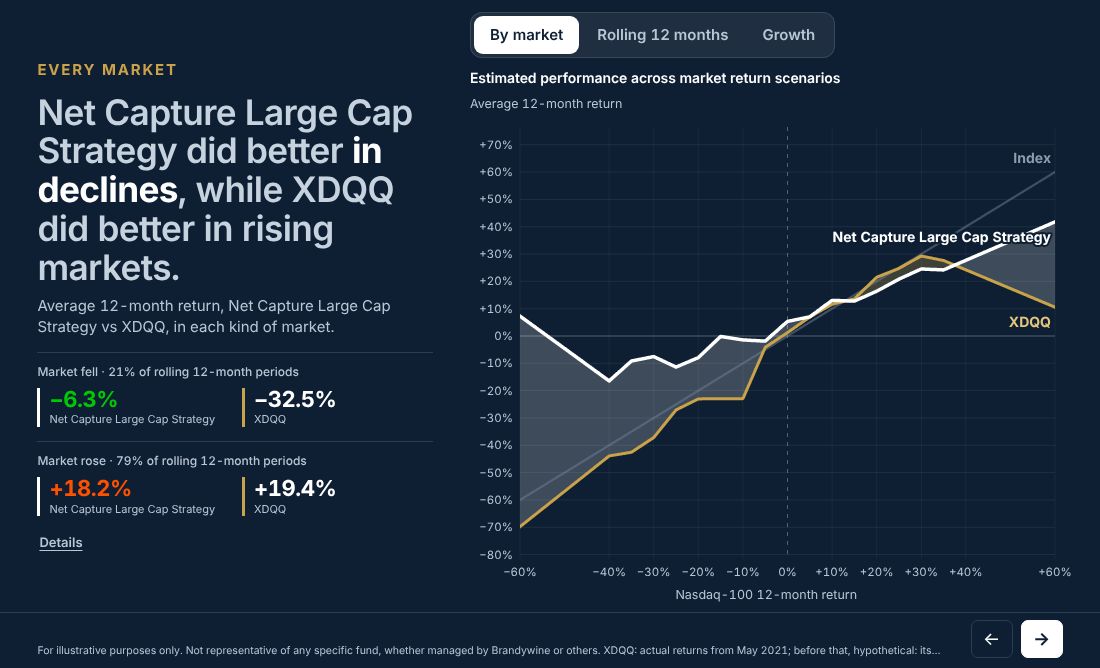 By market
Rolling 12 months
Growth
EVERY MARKET
Net Capture Large Cap
Strategy did better in
declines, while XDQQ
did better in rising
markets.
Average 12-month return, Net Capture Large Cap
Strategy vs XDQQ, in each kind of market.
Market fell · 21% of rolling 12-month periods
−6.3%
Net Capture Large Cap Strategy
−32.5%
XDQQ
Market rose · 79% of rolling 12-month periods
+18.2%
Net Capture Large Cap Strategy
+19.4%
XDQQ
Details
Estimated performance across market return scenarios
Average 12-month return
+70%
+60%
+50%
+40%
+30%
+20%
+10%
0%
−10%
−20%
−30%
−40%
−50%
−60%
−70%
−80%
Index
Net Capture Large Cap Strategy
XDQQ
−60%
−40%
−30%
−20%
−10%
0%
+10%
+20%
+30%
+40%
+60%
Nasdaq-100 12-month return
For illustrative purposes only. Not representative of any specific fund, whether managed by Brandywine or others. XDQQ: actual returns from May 2021; before that, hypothetical: its…